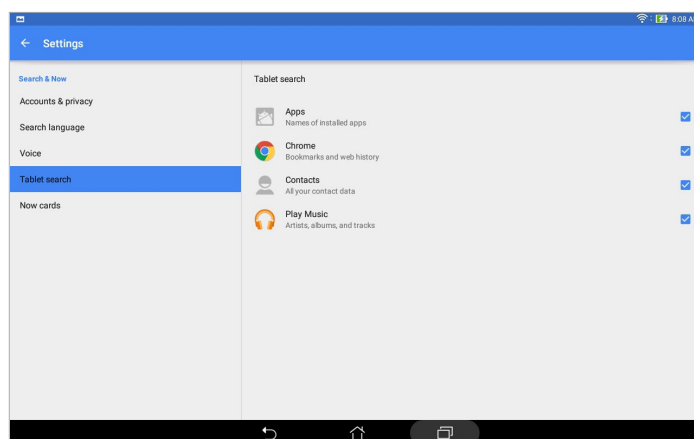 8:08 A
Settings
Search & Now
Accounts & privacy
Search language
Voice
Tablet search
Now cards
Tablet search
Apps
Names of installed apps
Chrome
Bookmarks and web history
Contacts
All your contact data
Play Music
Artists, albums, and tracks